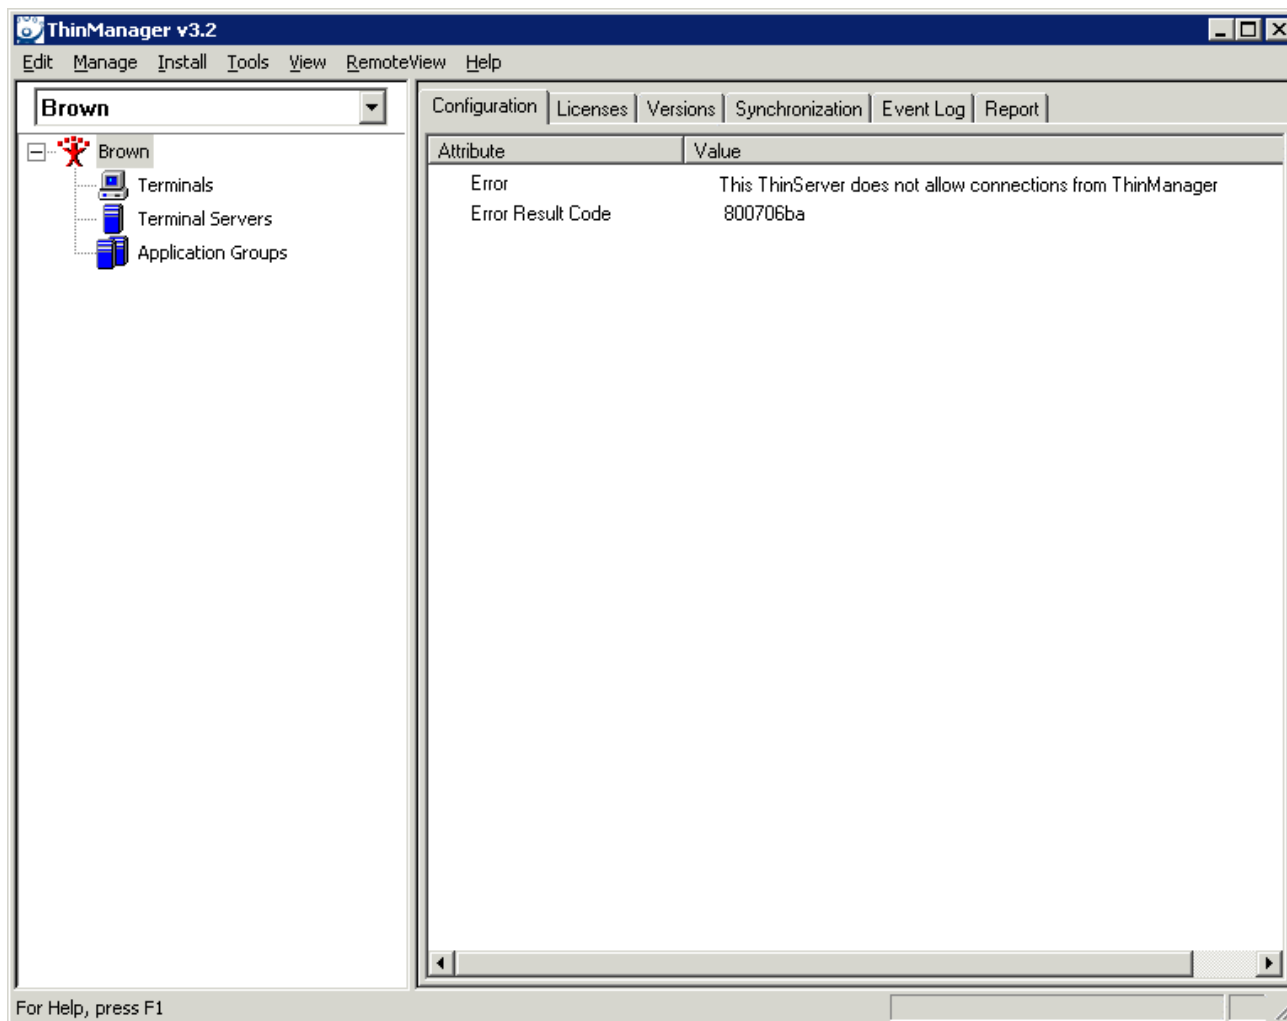 ThinManager v3.2
Edit Manage Install Tools View RemoteView Help
Brown
Brown
Terminals
Terminal Servers
Application Groups
Configuration Licenses Versions Synchronization Event Log Report
Attribute Value
Error This ThinServer does not allow connections from ThinManager
Error Result Code 800706ba
For Help, press F1